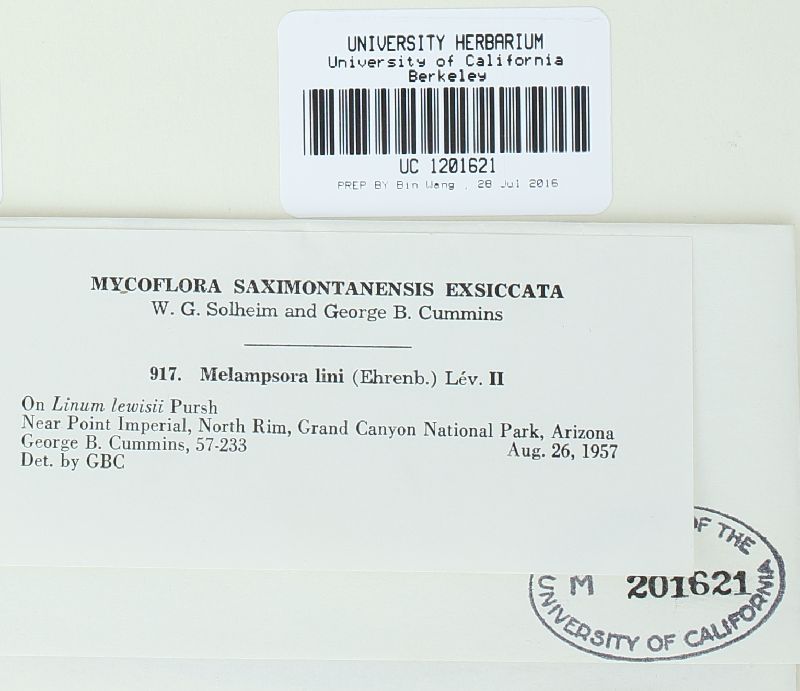 UNIVERSITY HERBARIUM
University of California
Berkeley
UC 1201621
PREP BY Bin Wang , 28 Jul 2016
MYCOFLORA SAXIMONTANENSIS EXSICCATA
W. G. Solheim and George B. Cummins
917. Melampsora lini (Ehrenb.) Lév. II
On Linum lewisii Pursh
Near Point Imperial, North Rim, Grand Canyon National Park, Arizona
George B. Cummins, 57-233 Aug. 26, 1957
Det. by GBC
OF THE
M 201621
UNIVERSITY OF CALIFORNIA